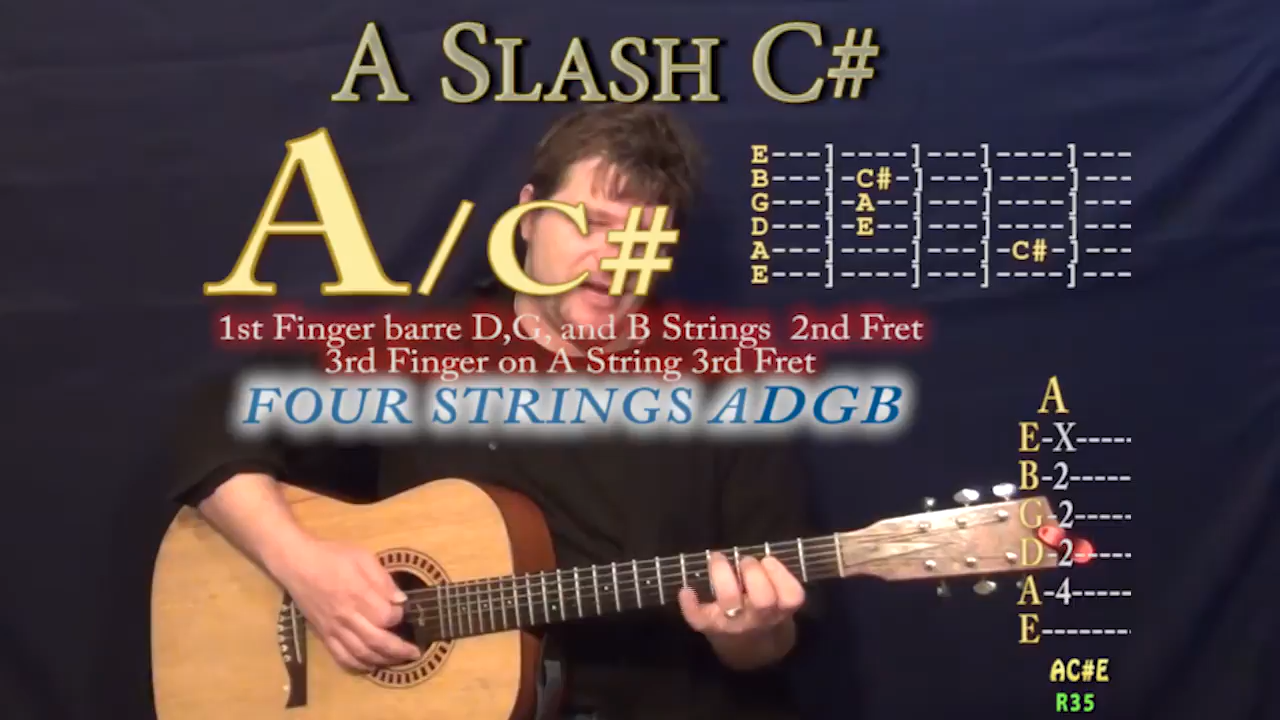 A SLASH C#
A/C#
E---]----]---]----]---
B---]-C#-]---]----]---
G---]-A--]---]----]---
D---]-E--]---]----]---
A---]----]---]-C#-]---
E---]----]---]----]---
1st Finger barre D,G, and B Strings 2nd Fret
3rd Finger on A String 3rd Fret
FOUR STRINGS ADGB
A
E-X-----
B-2-----
G-2-----
D-2-----
A-4-----
E-------
AC#E
R35